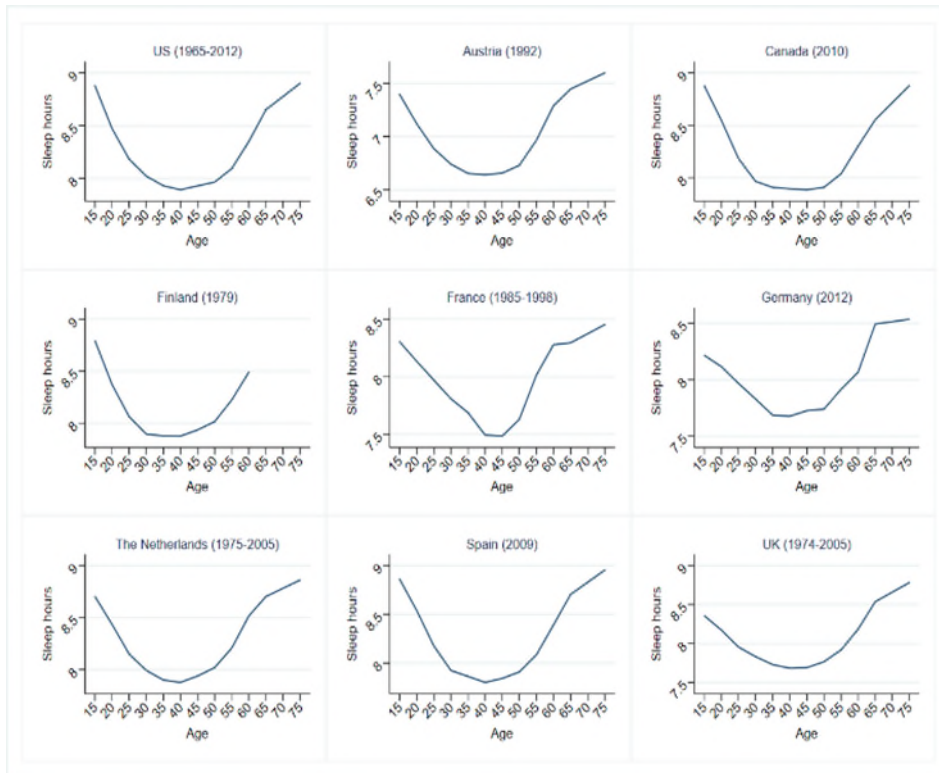 US (1965-2012)
Sleep hours
9
8.5
8
15 20 25 30 35 40 45 50 55 60 65 70 75
Age
Austria (1992)
Sleep hours
7.5
7
6.5
15 20 25 30 35 40 45 50 55 60 65 70 75
Age
Canada (2010)
Sleep hours
9
8.5
8
15 20 25 30 35 40 45 50 55 60 65 70 75
Age
Finland (1979)
Sleep hours
9
8.5
8
15 20 25 30 35 40 45 50 55 60 65 70 75
Age
France (1985-1998)
Sleep hours
8.5
8
7.5
15 20 25 30 35 40 45 50 55 60 65 70 75
Age
Germany (2012)
Sleep hours
8.5
8
7.5
15 20 25 30 35 40 45 50 55 60 65 70 75
Age
The Netherlands (1975-2005)
Sleep hours
9
8.5
8
15 20 25 30 35 40 45 50 55 60 65 70 75
Age
Spain (2009)
Sleep hours
9
8.5
8
15 20 25 30 35 40 45 50 55 60 65 70 75
Age
UK (1974-2005)
Sleep hours
9
8.5
8
7.5
15 20 25 30 35 40 45 50 55 60 65 70 75
Age